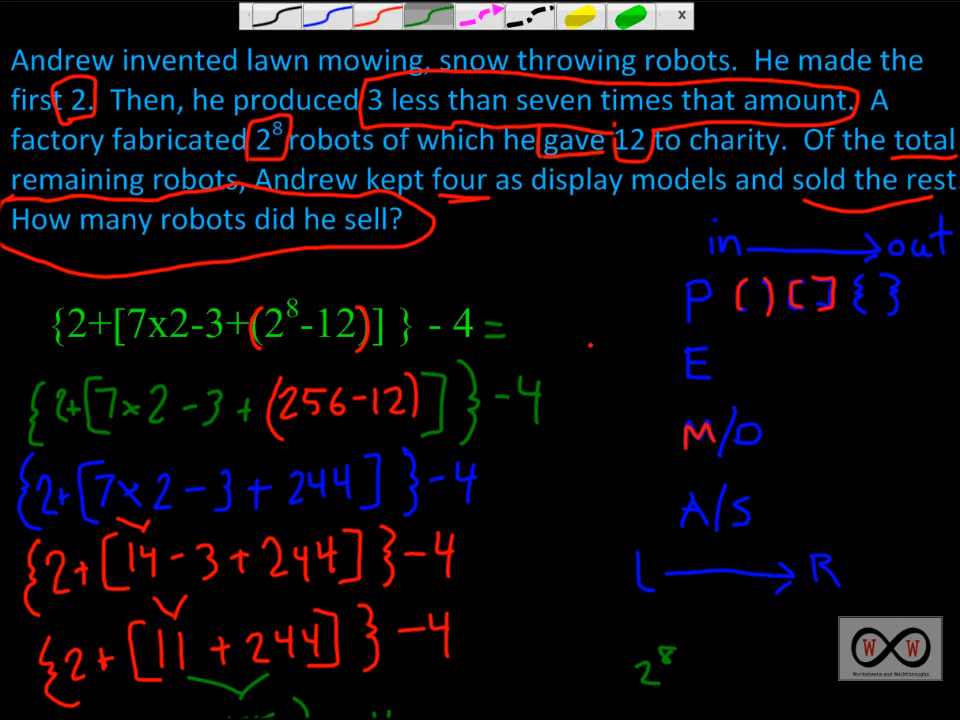 x
Andrew invented lawn mowing, snow throwing robots. He made the
first 2. Then, he produced 3 less than seven times that amount. A
factory fabricated 2⁸ robots of which he gave 12 to charity. Of the total
remaining robots, Andrew kept four as display models and sold the rest.
How many robots did he sell?
in out
P ( ) [ ] { }
E
M/D
A/S
L R
{2+[7x2-3+(2⁸-12)] } - 4 =
{2+[7×2-3+(256-12)]}-4
{2+[7×2-3+244]}-4
{2+[14-3+244]}-4
{2+[11+244]}-4
2⁸
W W
Worksheets and Walkthroughs